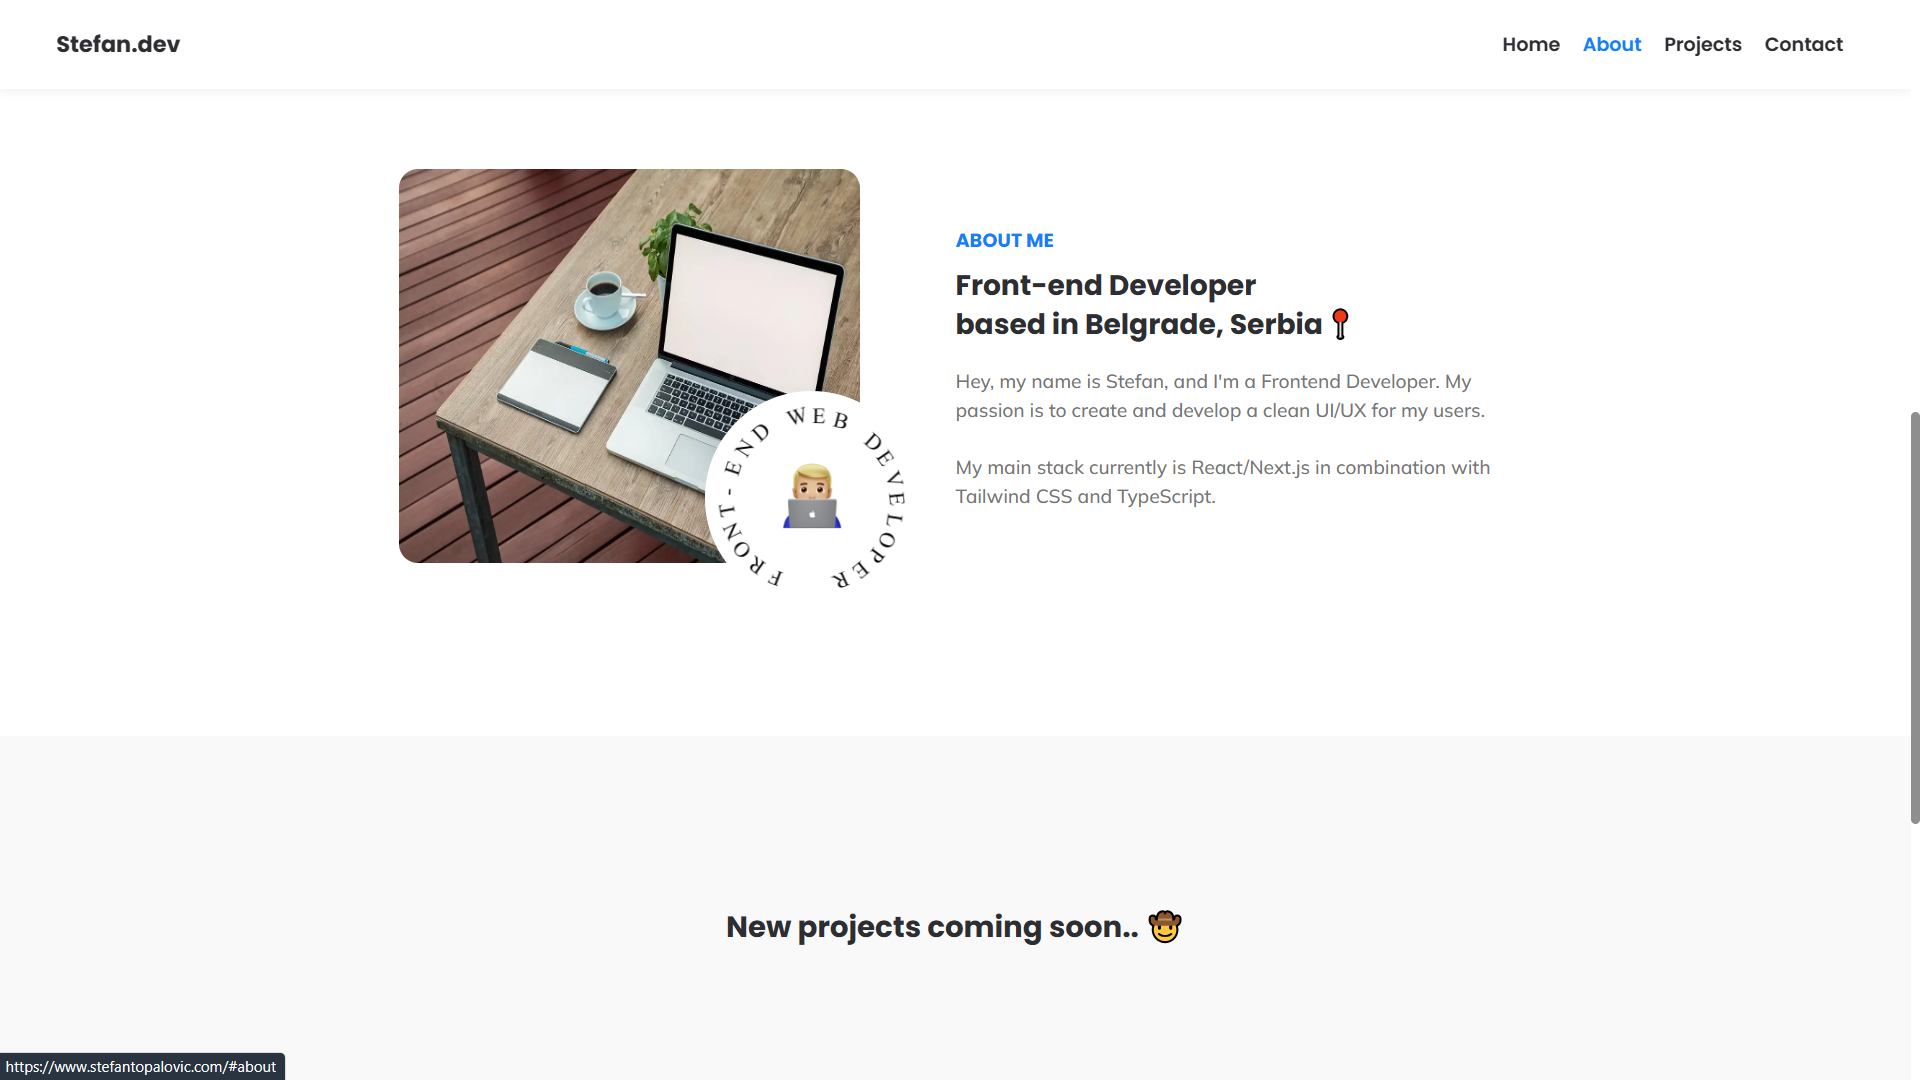 Stefan.dev
Home About Projects Contact
ABOUT ME
Front-end Developer
based in Belgrade, Serbia 📍
Hey, my name is Stefan, and I'm a Frontend Developer. My
passion is to create and develop a clean UI/UX for my users.
My main stack currently is React/Next.js in combination with
Tailwind CSS and TypeScript.
FRONT-END WEB DEVELOPER
New projects coming soon.. 🤠
https://www.stefantopalovic.com/#about